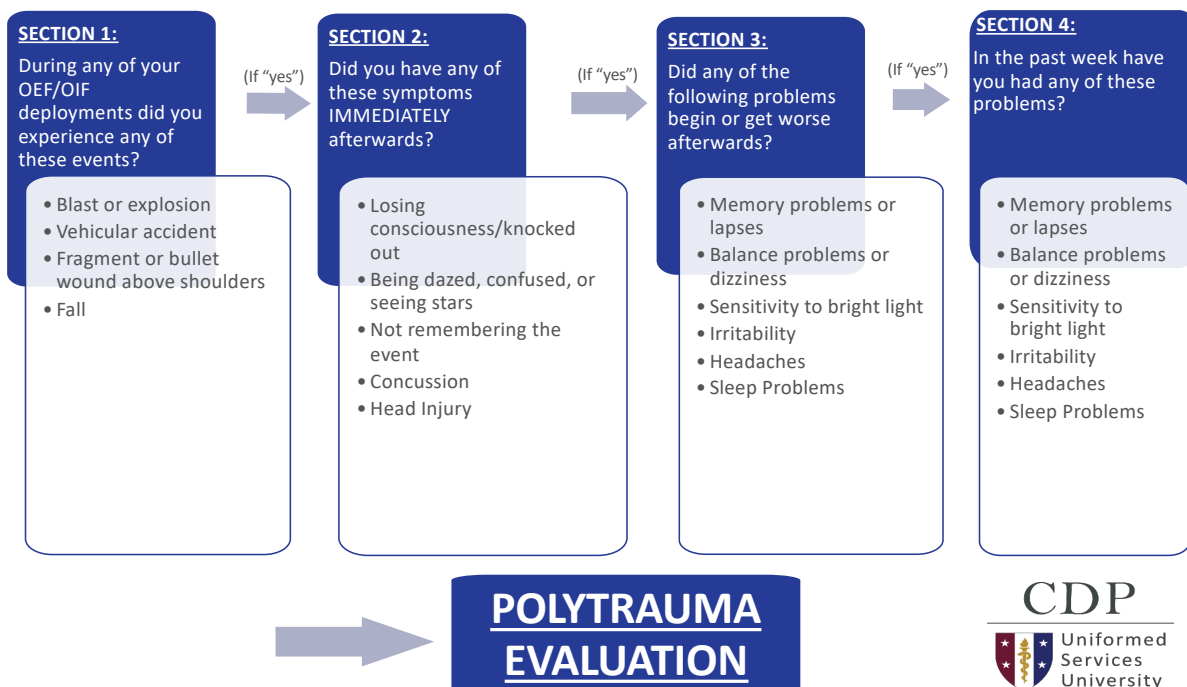 SECTION 1:
During any of your
OEF/OIF
deployments did you
experience any of
these events?
• Blast or explosion
• Vehicular accident
• Fragment or bullet
wound above shoulders
• Fall
(If “yes”)
SECTION 2:
Did you have any of
these symptoms
IMMEDIATELY
afterwards?
• Losing
consciousness/knocked
out
• Being dazed, confused, or
seeing stars
• Not remembering the
event
• Concussion
• Head Injury
(If “yes”)
SECTION 3:
Did any of the
following problems
begin or get worse
afterwards?
• Memory problems or
lapses
• Balance problems or
dizziness
• Sensitivity to bright light
• Irritability
• Headaches
• Sleep Problems
(If “yes”)
SECTION 4:
In the past week have
you had any of these
problems?
• Memory problems
or lapses
• Balance problems
or dizziness
• Sensitivity to
bright light
• Irritability
• Headaches
• Sleep Problems
POLYTRAUMA
EVALUATION
CDP
Uniformed
Services
University